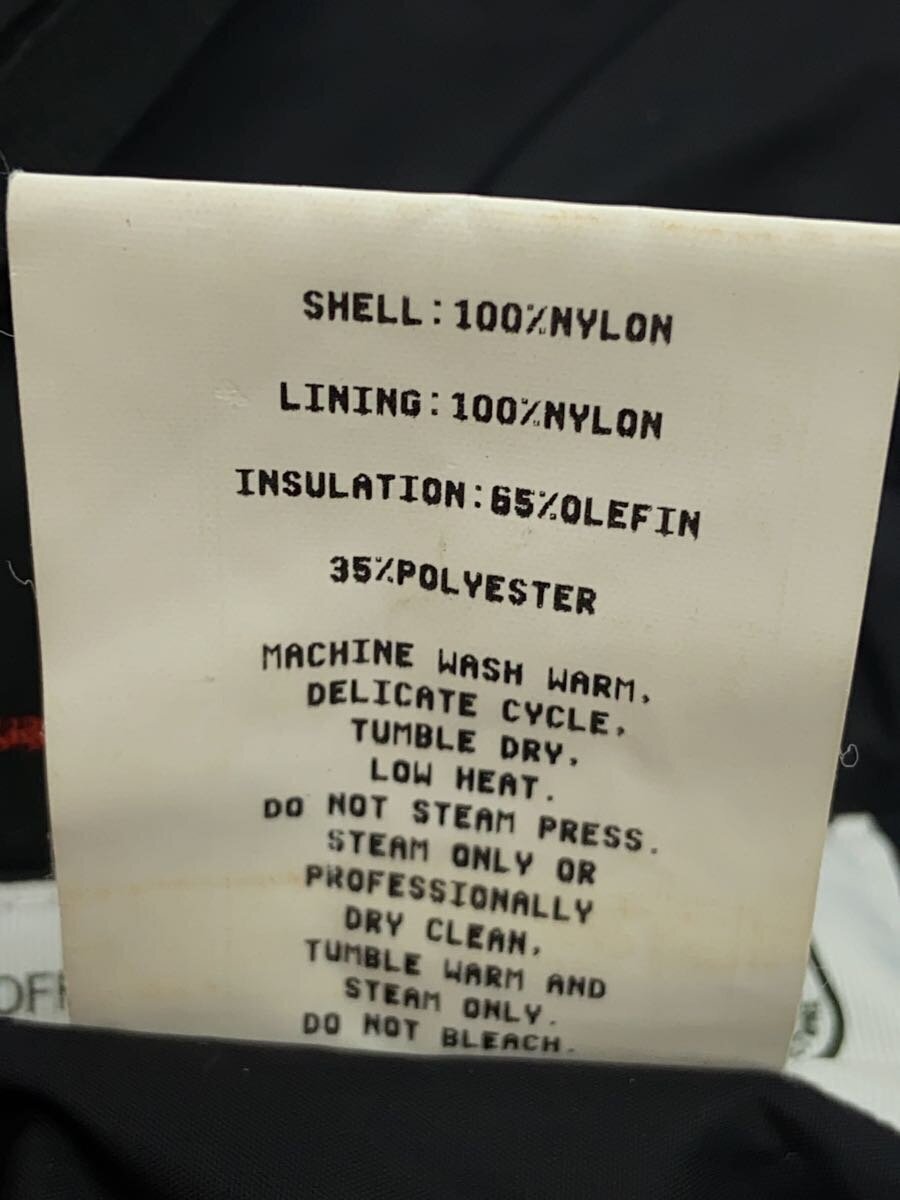 SHELL:100%NYLON
LINING:100%NYLON
INSULATION:65%OLEFIN
35%POLYESTER
MACHINE WASH WARM,
DELICATE CYCLE,
TUMBLE DRY,
LOW HEAT.
DO NOT STEAM PRESS.
STEAM ONLY OR
PROFESSIONALLY
DRY CLEAN,
TUMBLE WARM AND
STEAM ONLY.
DO NOT BLEACH.